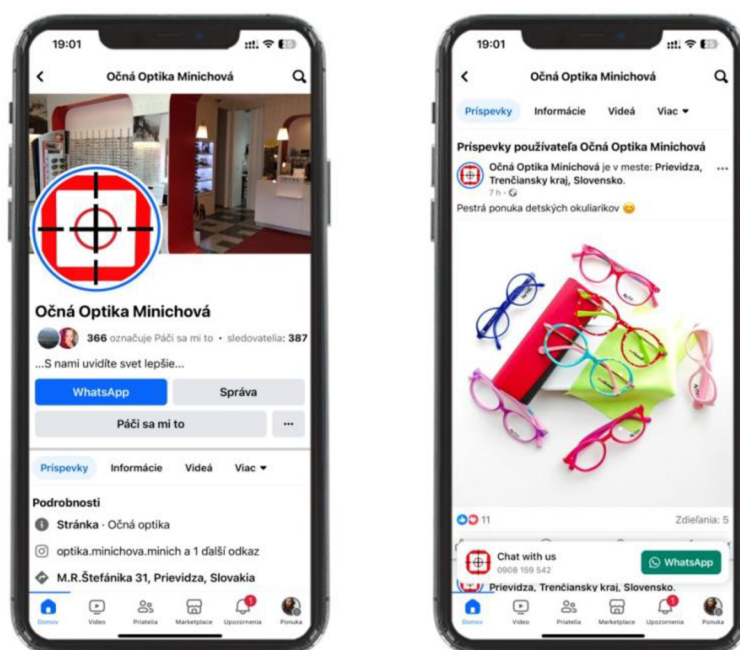 19:01
Očná Optika Minichová
Očná Optika Minichová
366 označuje Páči sa mi to • sledovatelia: 387
...S nami uvidíte svet lepšie...
WhatsApp
Správa
Páči sa mi to
Príspevky Informácie Videá Viac
Podrobnosti
Stránka · Očná optika
optika.minichova.minich a 1 ďalší odkaz
M.R.Štefánika 31, Prievidza, Slovakia
1
Domov Video Priatelia Marketplace Upozornenia Ponuka
19:01
Očná Optika Minichová
Príspevky Informácie Videá Viac
Príspevky používateľa Očná Optika Minichová
Očná Optika Minichová je v meste: Prievidza,
Trenčiansky kraj, Slovensko.
7 h ·
Pestrá ponuka detských okuliarikov
11
Zdieľania: 5
Chat with us
0908 159 542
WhatsApp
Prievidza, Trenčiansky kraj, Slovensko.
1
Domov Video Priatelia Marketplace Upozornenia Ponuka